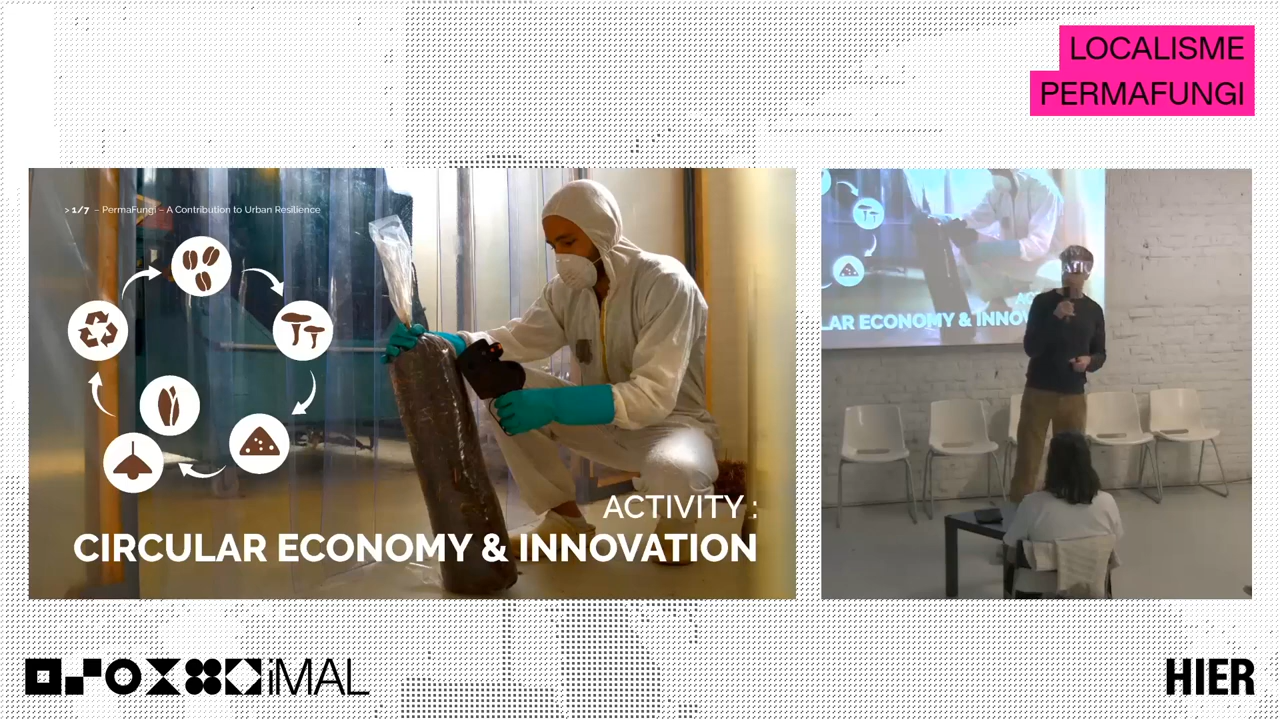 LOCALISME
PERMAFUNGI
> 1/7 – PermaFungi – A Contribution to Urban Resilience
ACTIVITY :
CIRCULAR ECONOMY & INNOVATION
LAR ECONOMY & INNOV
iMAL
HIER